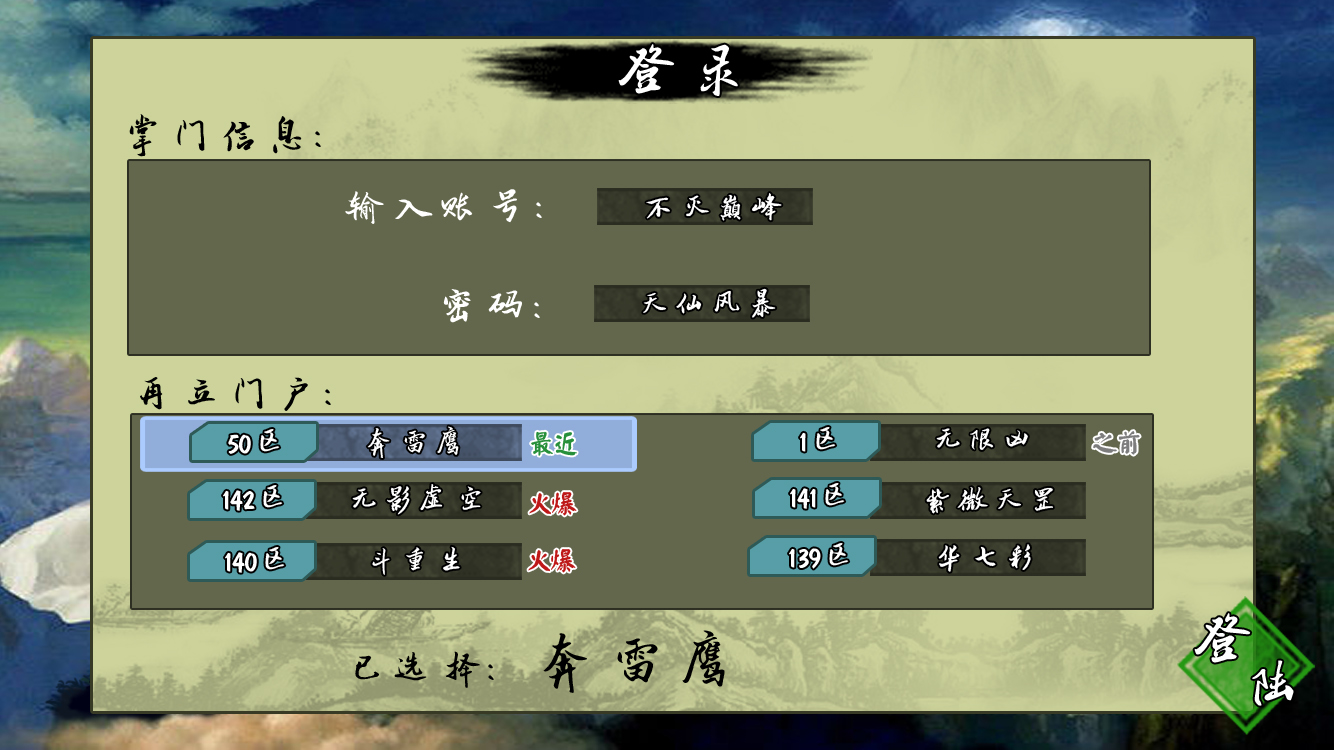 登录
掌门信息：
输入账号： 不灭巅峰
密码： 天仙风暴
再立门户：
50区 奔雷鹰 最近 1区 无限凶 之前
142区 无影虚空 火爆 141区 紫微天罡
140区 斗重生 火爆 139区 华七彩
已选择： 奔雷鹰
登陆